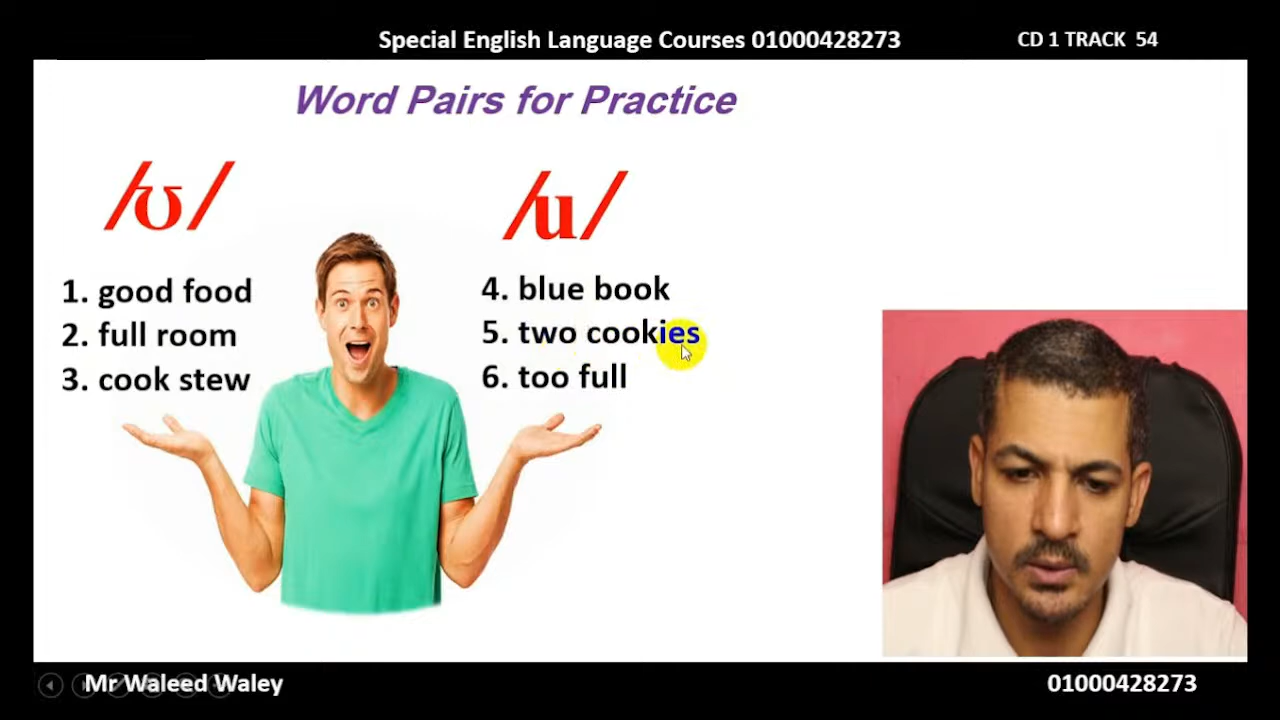 Special English Language Courses 01000428273
CD 1 TRACK 54
Word Pairs for Practice
/ʊ/
1. good food
2. full room
3. cook stew
/u/
4. blue book
5. two cookies
6. too full
Mr Waleed Waley
01000428273